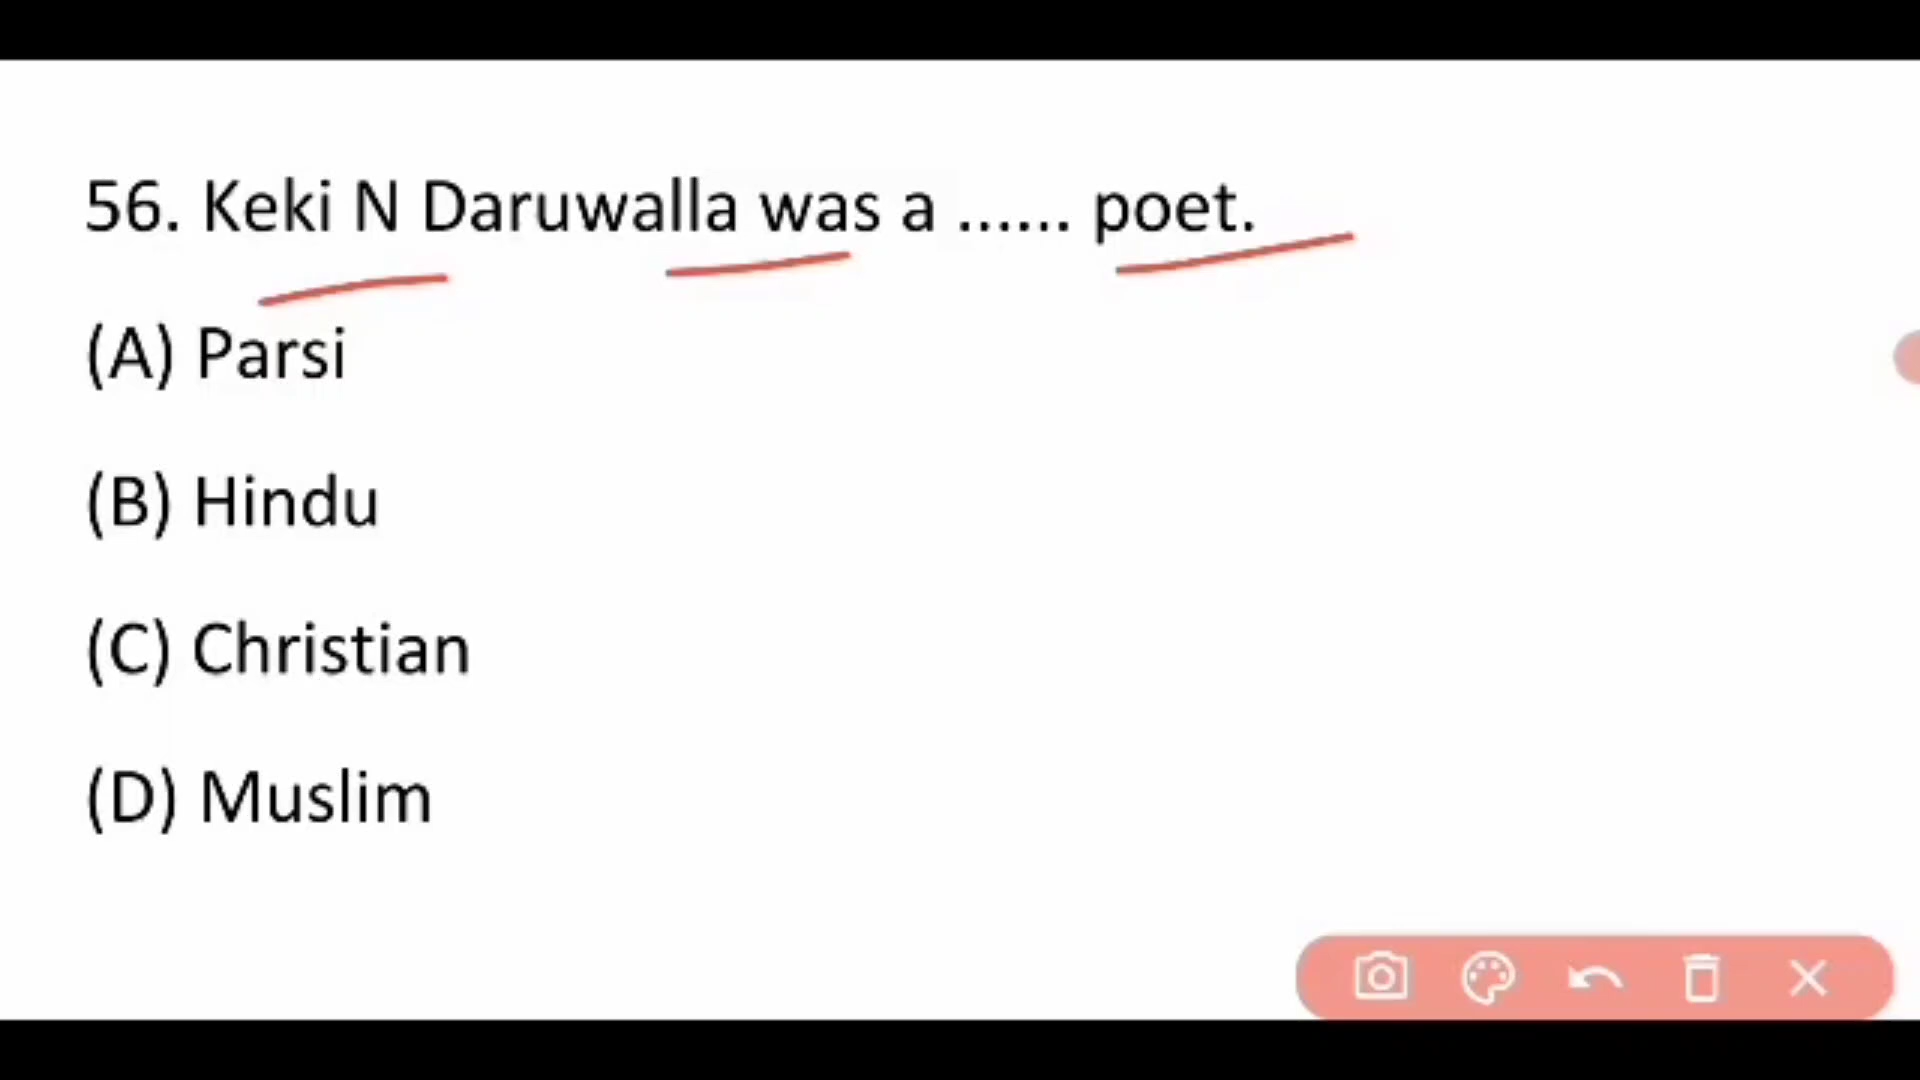 56. Keki N Daruwalla was a ...... poet.
(A) Parsi
(B) Hindu
(C) Christian
(D) Muslim